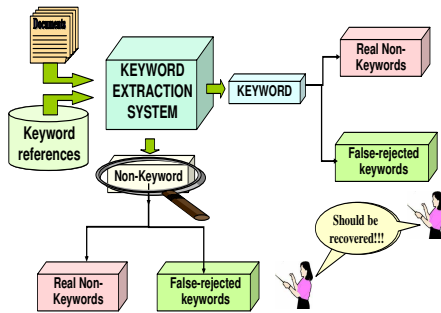 Documents
KEYWORD
EXTRACTION
SYSTEM
Keyword
references
KEYWORD
Real Non-
Keywords
False-rejected
keywords
Non-Keyword
Should be
recovered!!!
Real Non-
Keywords
False-rejected
keywords